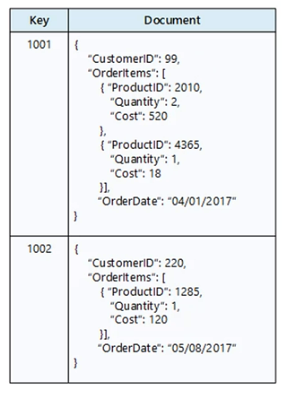 Key Document
1001 {
"CustomerID": 99,
"OrderItems": [
{ "ProductID": 2010,
"Quantity": 2,
"Cost": 520
},
{ "ProductID": 4365,
"Quantity": 1,
"Cost": 18
}],
"OrderDate": "04/01/2017"
}
1002 {
"CustomerID": 220,
"OrderItems": [
{ "ProductID": 1285,
"Quantity": 1,
"Cost": 120
}],
"OrderDate": "05/08/2017"
}